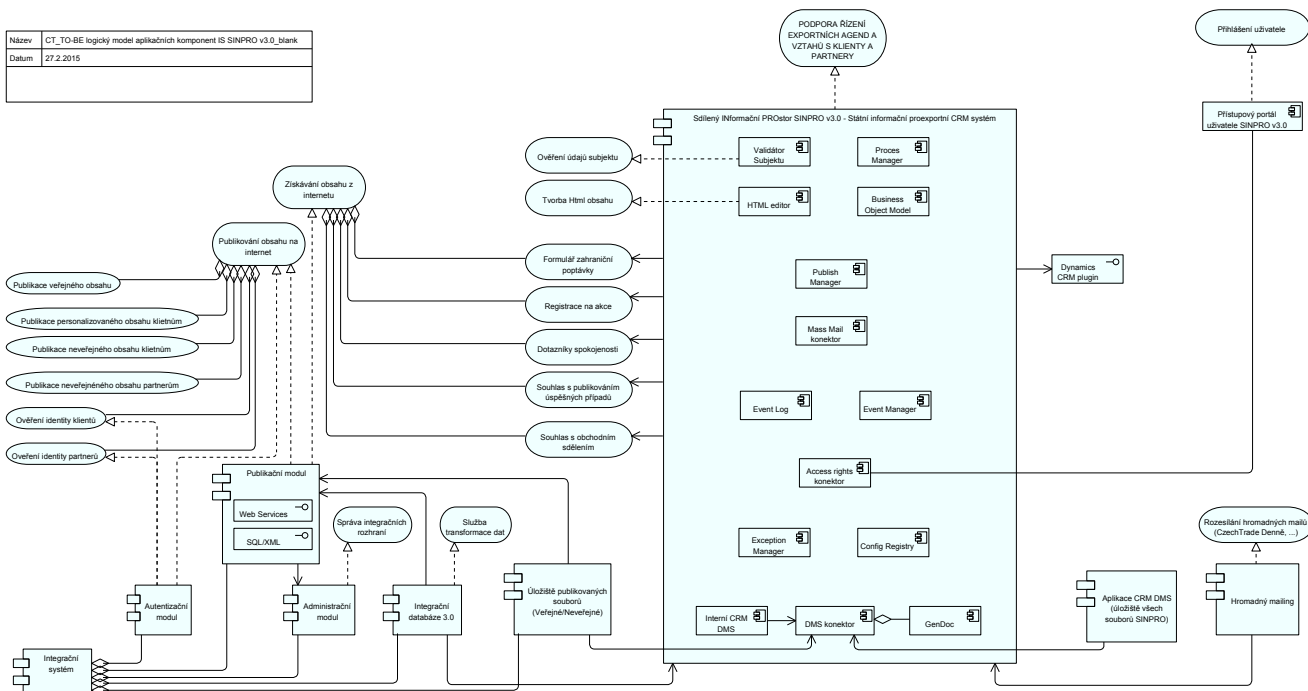 Název CT_TO-BE logický model aplikačních komponent IS SINPRO v3.0_blank
Datum 27.2.2015
PODPORA ŘÍZENÍ
EXPORTNÍCH AGEND A
VZTAHŮ S KLIENTY A
PARTNERY
Přihlášení uživatele
Sdílený INformační PROstor SINPRO v3.0 - Státní informační proexportní CRM systém
Přístupový portál
uživatele SINPRO v3.0
Ověření údajů subjektu
Validátor
Subjektu
Proces
Manager
Získávání obsahu z
internetu
Tvorba Html obsahu
HTML editor
Business
Object Model
Publikování obsahu na
internet
Formulář zahraniční
poptávky
Publish
Manager
Dynamics
CRM plugin
Publikace veřejného obsahu
Registrace na akce
Publikace personalizovaného obsahu klietnům
Mass Mail
konektor
Publikace neveřejného obsahu klietnům
Dotazníky spokojenosti
Publikace neveřejnéného obsahu partnerům
Souhlas s publikováním
úspěšných případů
Ověření identity klientů
Event Log
Event Manager
Oveření identity partnerů
Souhlas s obchodním
sdělením
Publikační modul
Access rights
konektor
Web Services
SQL/XML
Správa integračních
rozhraní
Služba
transformace dat
Exception
Manager
Config Registry
Rozesílání hromadných mailů
(CzechTrade Denně, ...)
Autentizační
modul
Administrační
modul
Integrační
databáze 3.0
Úložiště publikovaných
souborů
(Veřejné/Neveřejné)
Interní CRM
DMS
DMS konektor
GenDoc
Aplikace CRM DMS
(úložiště všech
souborů SINPRO)
Hromadný mailing
Integrační
systém